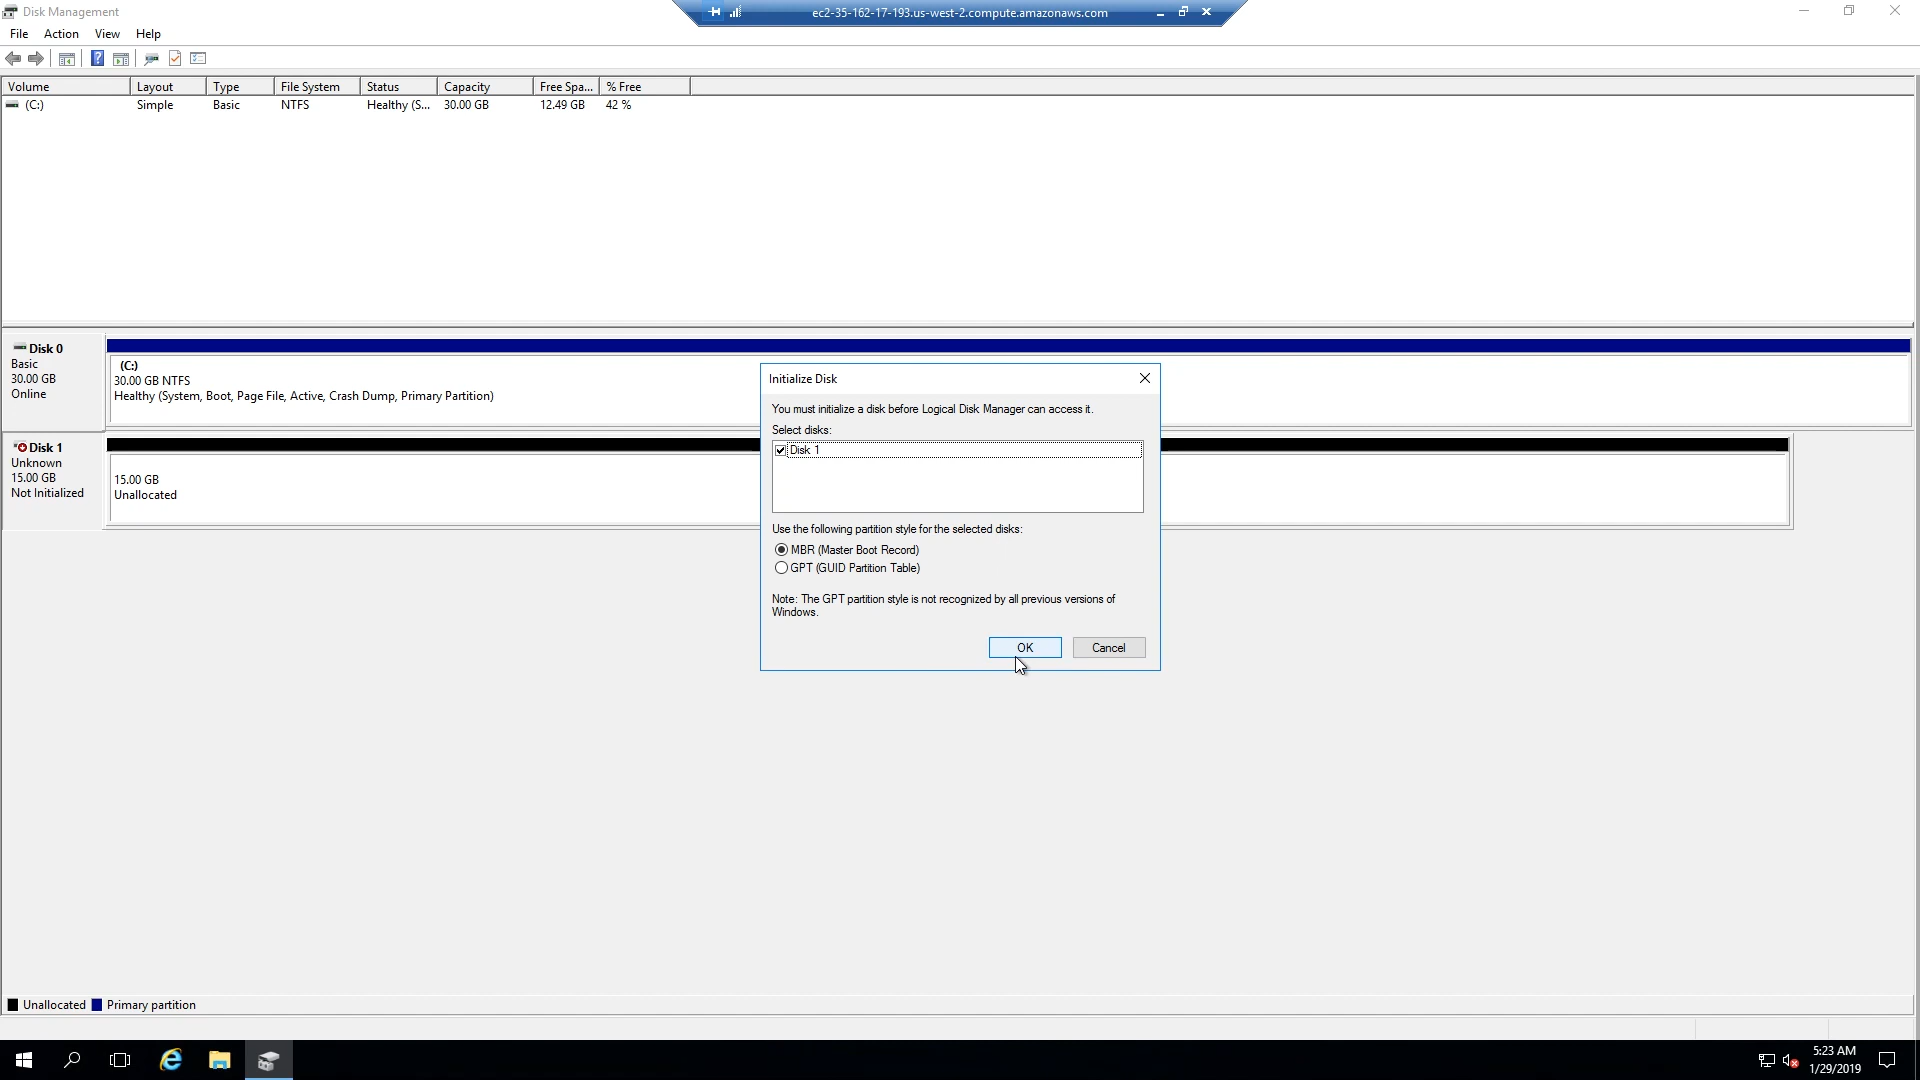 Disk Management
ec2-35-162-17-193.us-west-2.compute.amazonaws.com
File Action View Help
Volume Layout Type File System Status Capacity Free Spa... % Free
(C:) Simple Basic NTFS Healthy (S... 30.00 GB 12.49 GB 42 %
Disk 0
Basic
30.00 GB
Online
(C:)
30.00 GB NTFS
Healthy (System, Boot, Page File, Active, Crash Dump, Primary Partition)
Disk 1
Unknown
15.00 GB
Not Initialized
15.00 GB
Unallocated
Initialize Disk
You must initialize a disk before Logical Disk Manager can access it.
Select disks:
Disk 1
Use the following partition style for the selected disks:
MBR (Master Boot Record)
GPT (GUID Partition Table)
Note: The GPT partition style is not recognized by all previous versions of
Windows.
OK Cancel
Unallocated Primary partition
5:23 AM
1/29/2019